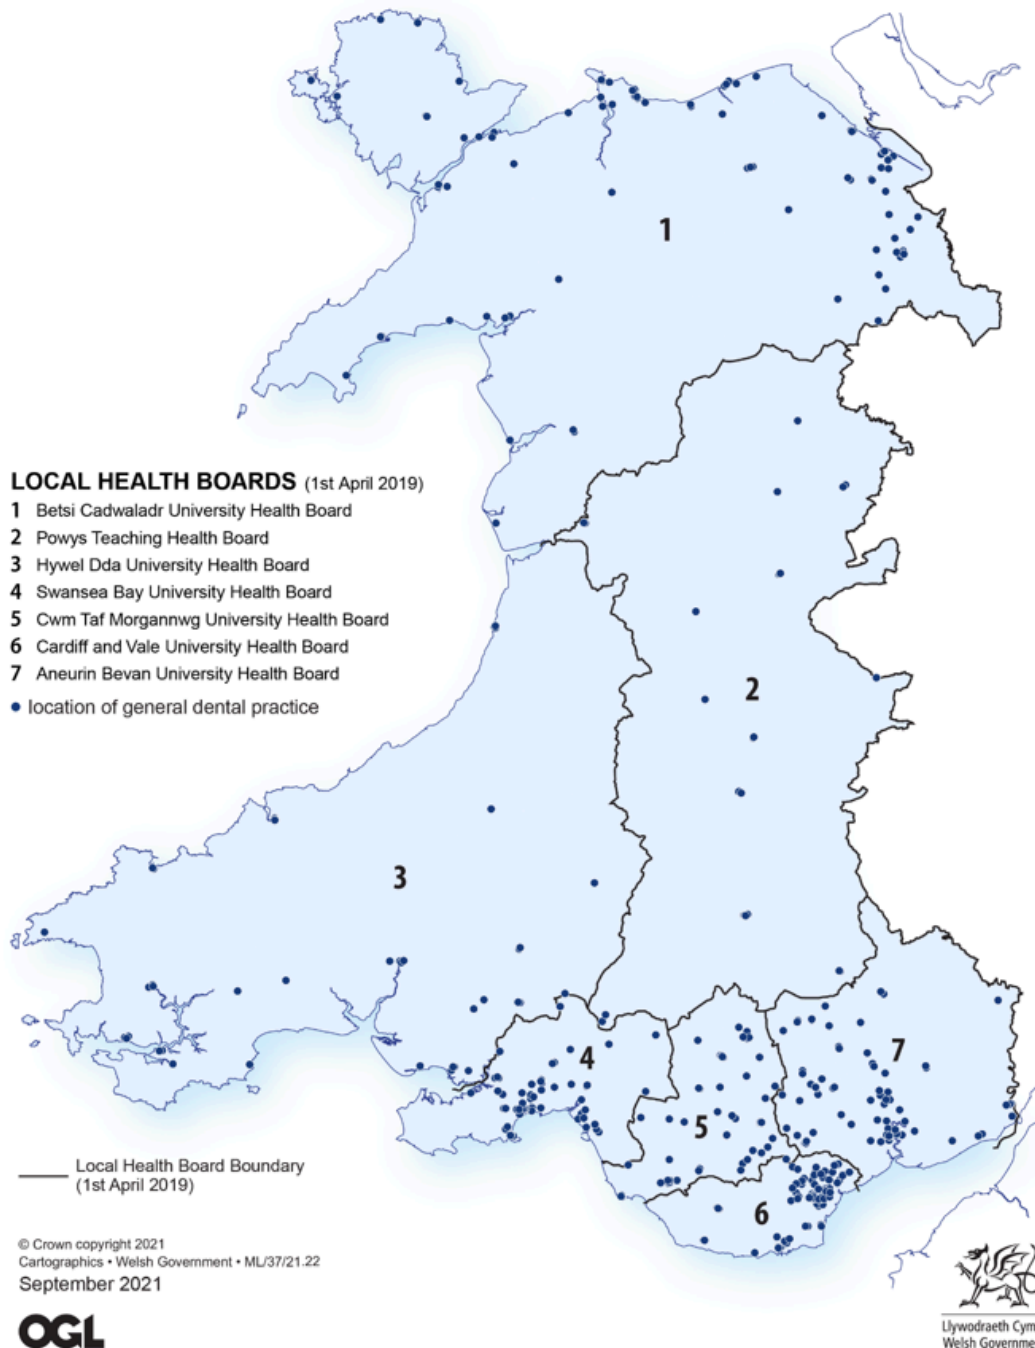 1
LOCAL HEALTH BOARDS (1st April 2019)
1 Betsi Cadwaladr University Health Board
2 Powys Teaching Health Board
3 Hywel Dda University Health Board
4 Swansea Bay University Health Board
5 Cwm Taf Morgannwg University Health Board
6 Cardiff and Vale University Health Board
7 Aneurin Bevan University Health Board
location of general dental practice
2
3
4
7
5
6
Local Health Board Boundary
(1st April 2019)
© Crown copyright 2021
Cartographics • Welsh Government • ML/37/21.22
September 2021
OGL
Llywodraeth Cym
Welsh Governme